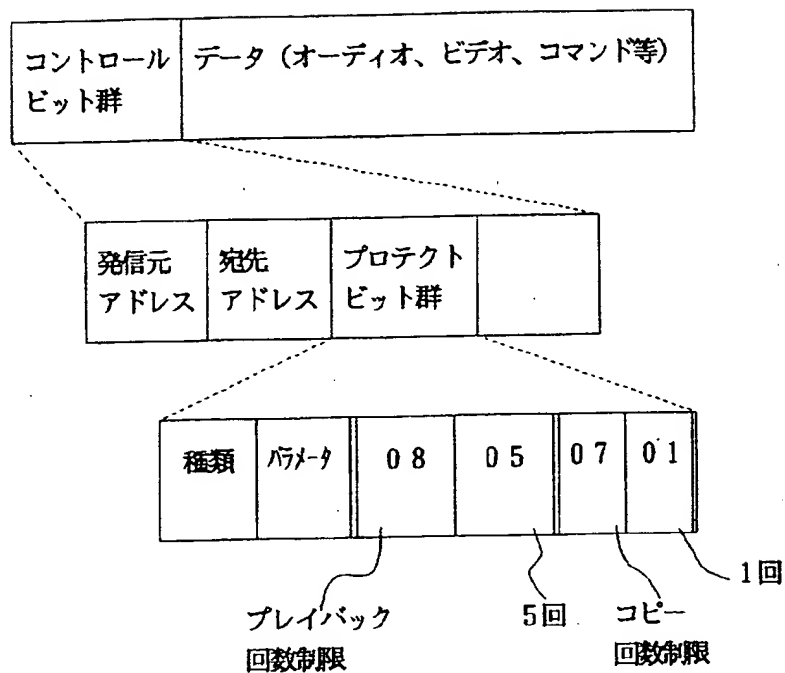 コントロール
ビット群
データ（オーディオ、ビデオ、コマンド等）
発信元
アドレス
宛先
アドレス
プロテクト
ビット群
種類
パラメータ
08
05
07
01
1回
プレイバック
回数制限
5回
コピー
回数制限